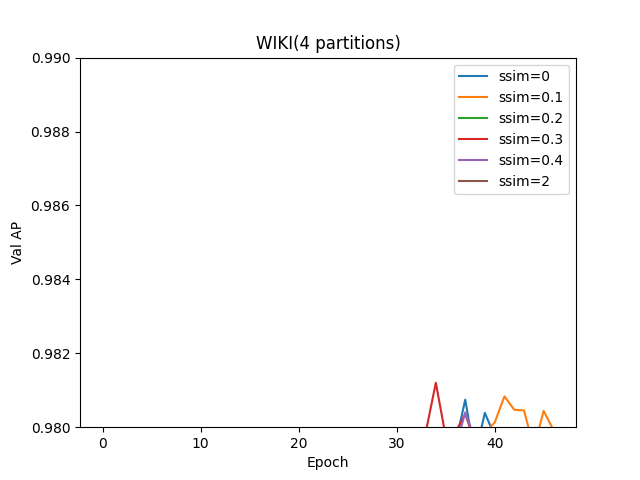 WIKI(4 partitions)
0.990
0.988
0.986
0.984
0.982
0.980
Val AP
ssim=0
ssim=0.1
ssim=0.2
ssim=0.3
ssim=0.4
ssim=2
0 10 20 30 40
Epoch